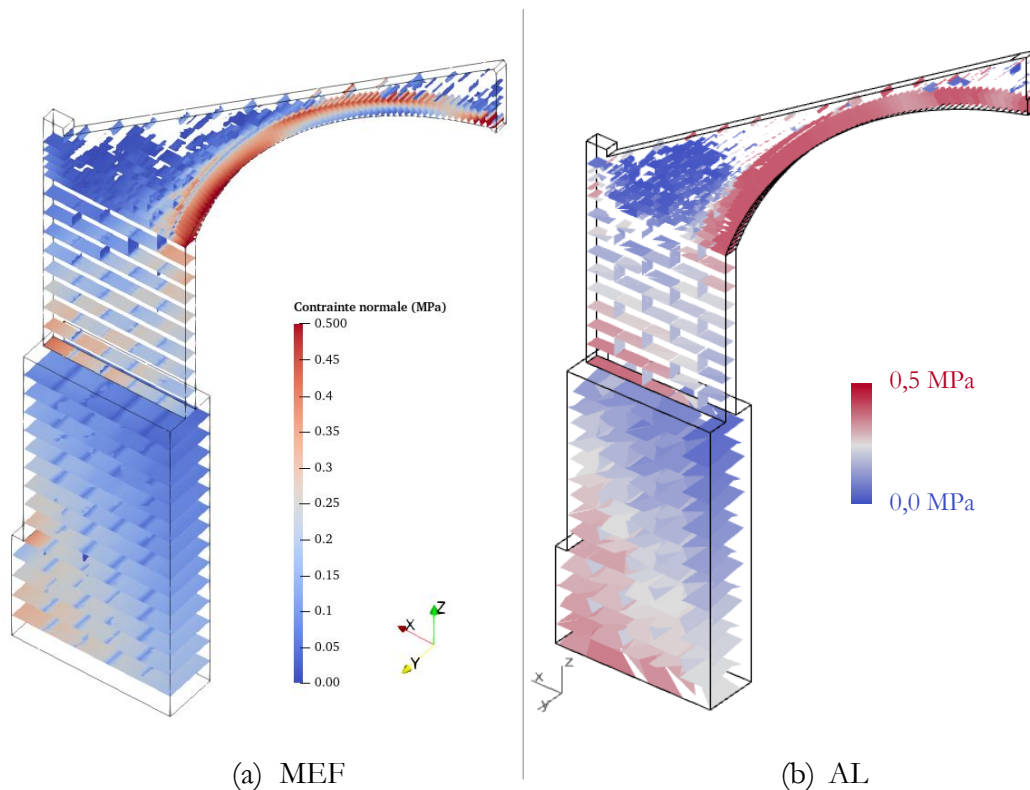 Contrainte normale (MPa)
0.500
0.45
0.40
0.35
0.3
0.25
0.2
0.15
0.1
0.05
0.00
Z
X
Y
(a) MEF
0,5 MPa
0,0 MPa
z
x
y
(b) AL